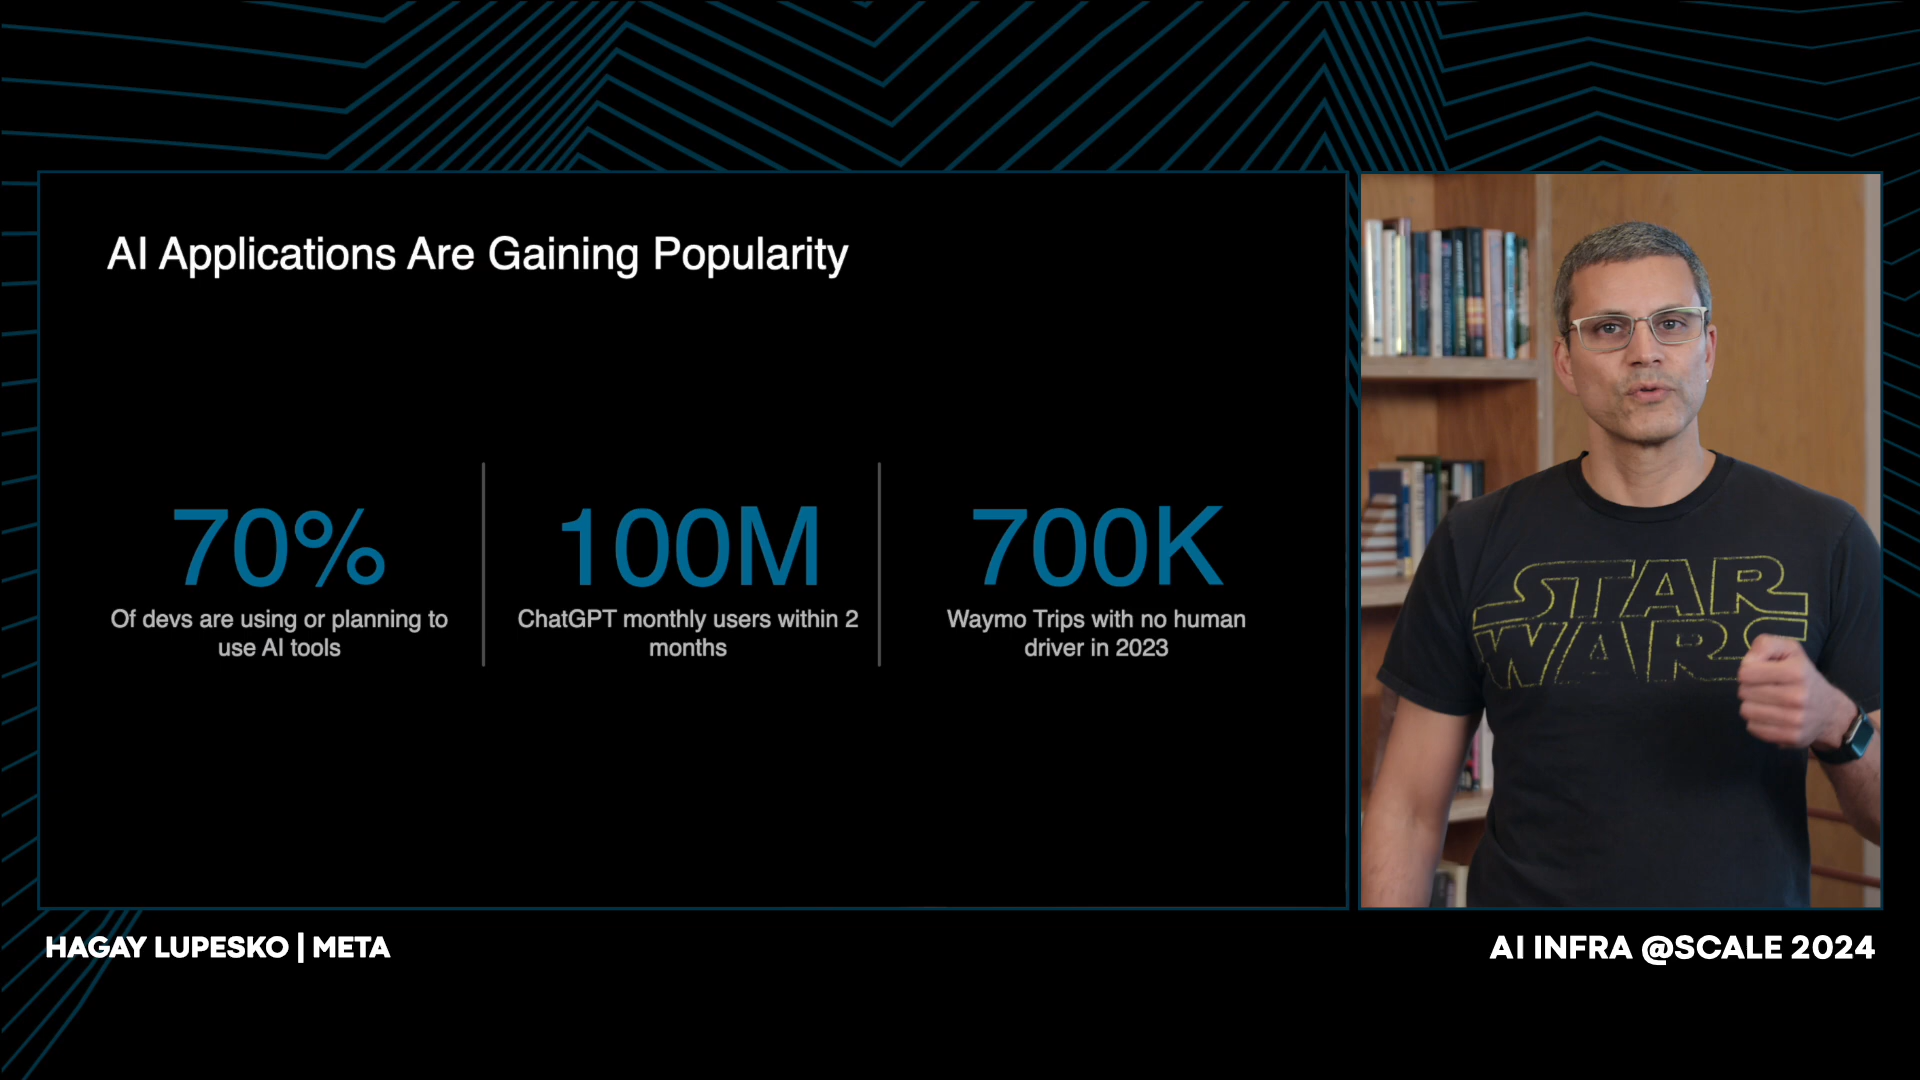 AI Applications Are Gaining Popularity
70%
Of devs are using or planning to
use AI tools
100M
ChatGPT monthly users within 2
months
700K
Waymo Trips with no human
driver in 2023
STAR
WARS
HAGAY LUPESKO | META
AI INFRA @SCALE 2024